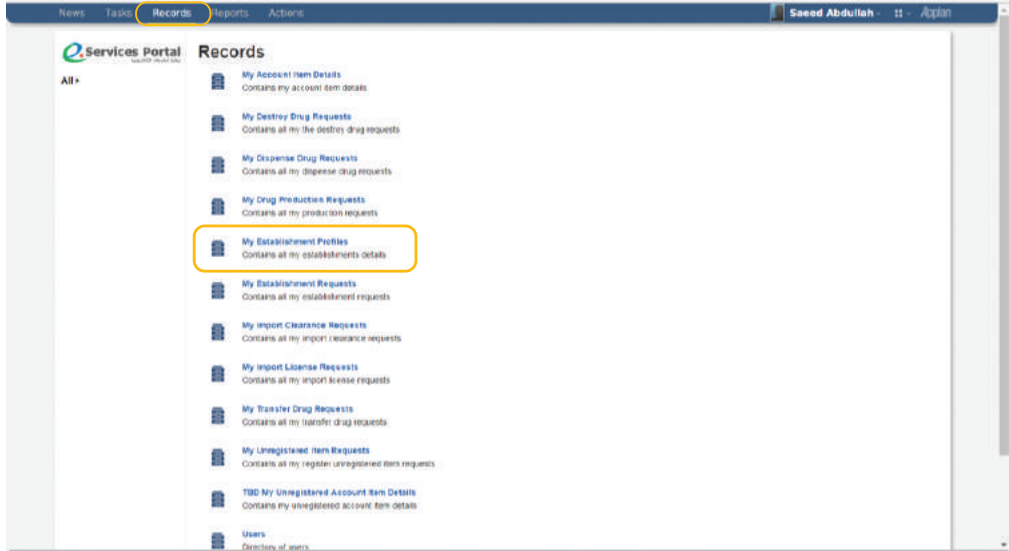 News Tasks Records Reports Actions Saeed Abdullah Appian
e.Services Portal
All
Records
My Account Item Details
Contains my account item details
My Destroy Drug Requests
Contains all my the destroy drug requests
My Dispense Drug Requests
Contains all my dispense drug requests
My Drug Production Requests
Contains all my production requests
My Establishment Profiles
Contains all my establishments details
My Establishment Requests
Contains all my establishment requests
My Import Clearance Requests
Contains all my import clearance requests
My Import License Requests
Contains all my import license requests
My Transfer Drug Requests
Contains all my transfer drug requests
My Unregistered Item Requests
Contains all my register unregistered item requests
TBD My Unregistered Account Item Details
Contains my unregistered account item details
Users
Directory of users